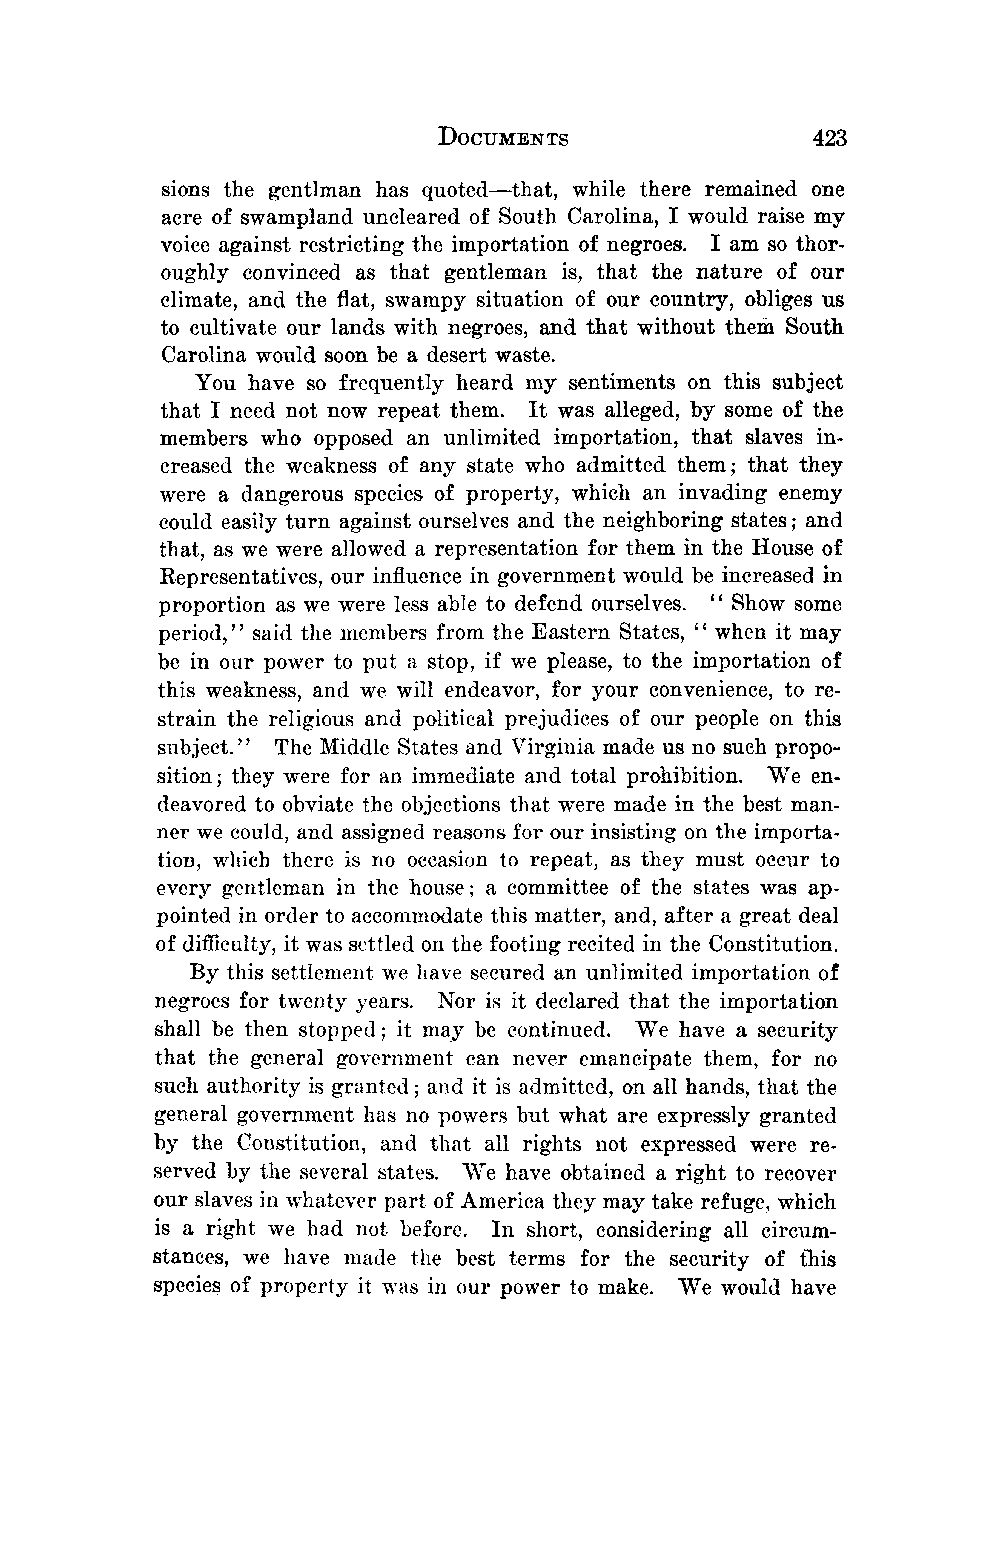 DOCUMENTS 423
sions the gentlman has quoted—that, while there remained one
acre of swampland uncleared of South Carolina, I would raise my
voice against restricting the importation of negroes. I am so thor-
oughly convinced as that gentleman is, that the nature of our
climate, and the flat, swampy situation of our country, obliges us
to cultivate our lands with negroes, and that without them South
Carolina would soon be a desert waste.
You have so frequently heard my sentiments on this subject
that I need not now repeat them. It was alleged, by some of the
members who opposed an unlimited importation, that slaves in-
creased the weakness of any state who admitted them; that they
were a dangerous species of property, which an invading enemy
could easily turn against ourselves and the neighboring states; and
that, as we were allowed a representation for them in the House of
Representatives, our influence in government would be increased in
proportion as we were less able to defend ourselves. “ Show some
period,” said the members from the Eastern States, “ when it may
be in our power to put a stop, if we please, to the importation of
this weakness, and we will endeavor, for your convenience, to re-
strain the religious and political prejudices of our people on this
subject.” The Middle States and Virginia made us no such propo-
sition; they were for an immediate and total prohibition. We en-
deavored to obviate the objections that were made in the best man-
ner we could, and assigned reasons for our insisting on the importa-
tion, which there is no occasion to repeat, as they must occur to
every gentleman in the house; a committee of the states was ap-
pointed in order to accommodate this matter, and, after a great deal
of difficulty, it was settled on the footing recited in the Constitution.
By this settlement we have secured an unlimited importation of
negroes for twenty years. Nor is it declared that the importation
shall be then stopped; it may be continued. We have a security
that the general government can never emancipate them, for no
such authority is granted; and it is admitted, on all hands, that the
general government has no powers but what are expressly granted
by the Constitution, and that all rights not expressed were re-
served by the several states. We have obtained a right to recover
our slaves in whatever part of America they may take refuge, which
is a right we had not before. In short, considering all circum-
stances, we have made the best terms for the security of this
species of property it was in our power to make. We would have